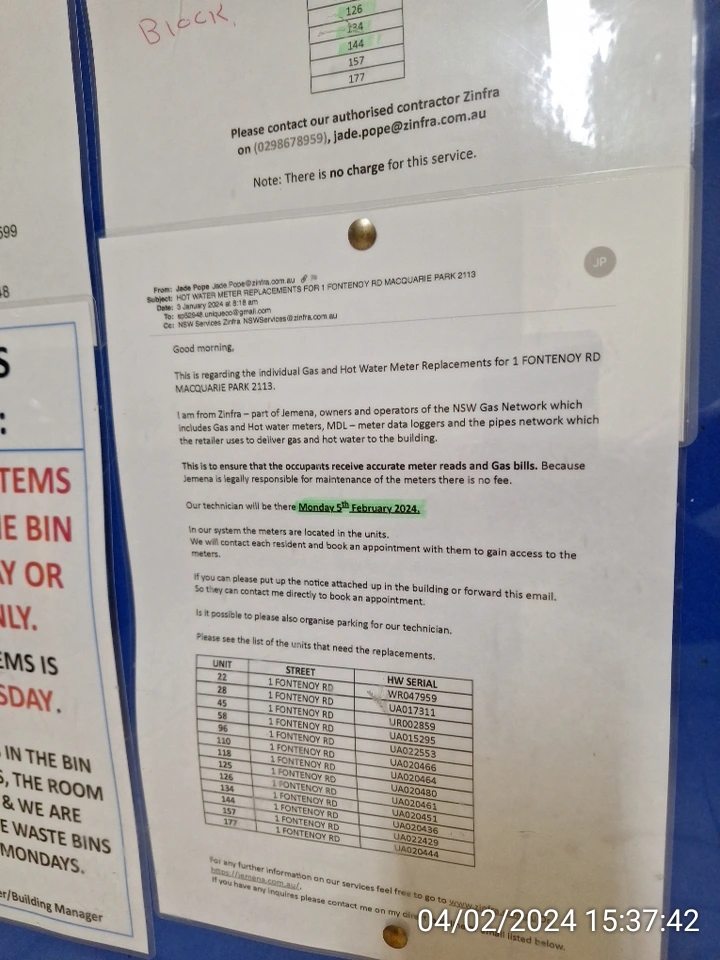 BLOCK.
126
134
144
157
177
Please contact our authorised contractor Zinfra
on (0298678959), jade.pope@zinfra.com.au
Note: There is no charge for this service.
599
48
JP
From: Jade Pope Jade.Pope@zinfra.com.au
Subject: HOT WATER METER REPLACEMENTS FOR 1 FONTENOY RD MACQUARIE PARK 2113
Date: 3 January 2024 at 8:18 am
To: sp52948.uniqueco@gmail.com
Cc: NSW Services Zinfra NSWServices@zinfra.com.au
Good morning,
This is regarding the individual Gas and Hot Water Meter Replacements for 1 FONTENOY RD
MACQUARIE PARK 2113.
I am from Zinfra – part of Jemena, owners and operators of the NSW Gas Network which
includes Gas and Hot water meters, MDL – meter data loggers and the pipes network which
the retailer uses to deliver gas and hot water to the building.
This is to ensure that the occupants receive accurate meter reads and Gas bills. Because
Jemena is legally responsible for maintenance of the meters there is no fee.
Our technician will be there Monday 5th February 2024.
In our system the meters are located in the units.
We will contact each resident and book an appointment with them to gain access to the
meters.
If you can please put up the notice attached up in the building or forward this email.
So they can contact me directly to book an appointment.
Is it possible to please also organise parking for our technician.
Please see the list of the units that need the replacements.
UNIT STREET HW SERIAL
22 1 FONTENOY RD WR047959
28 1 FONTENOY RD UA017311
45 1 FONTENOY RD UR002859
58 1 FONTENOY RD UA015295
96 1 FONTENOY RD UA022553
110 1 FONTENOY RD UA020466
118 1 FONTENOY RD UA020464
125 1 FONTENOY RD UA020480
126 1 FONTENOY RD UA020461
134 1 FONTENOY RD UA020451
144 1 FONTENOY RD UA020436
157 1 FONTENOY RD UA022429
177 1 FONTENOY RD UA020444
For any further information on our services feel free to go to www.zinf
https://jemena.com.au/.
If you have any inquires please contact me on my dire email listed below.
S
:
TEMS
E BIN
AY OR
NLY.
EMS IS
SDAY.
IN THE BIN
S, THE ROOM
& WE ARE
E WASTE BINS
MONDAYS.
er/Building Manager
04/02/2024 15:37:42